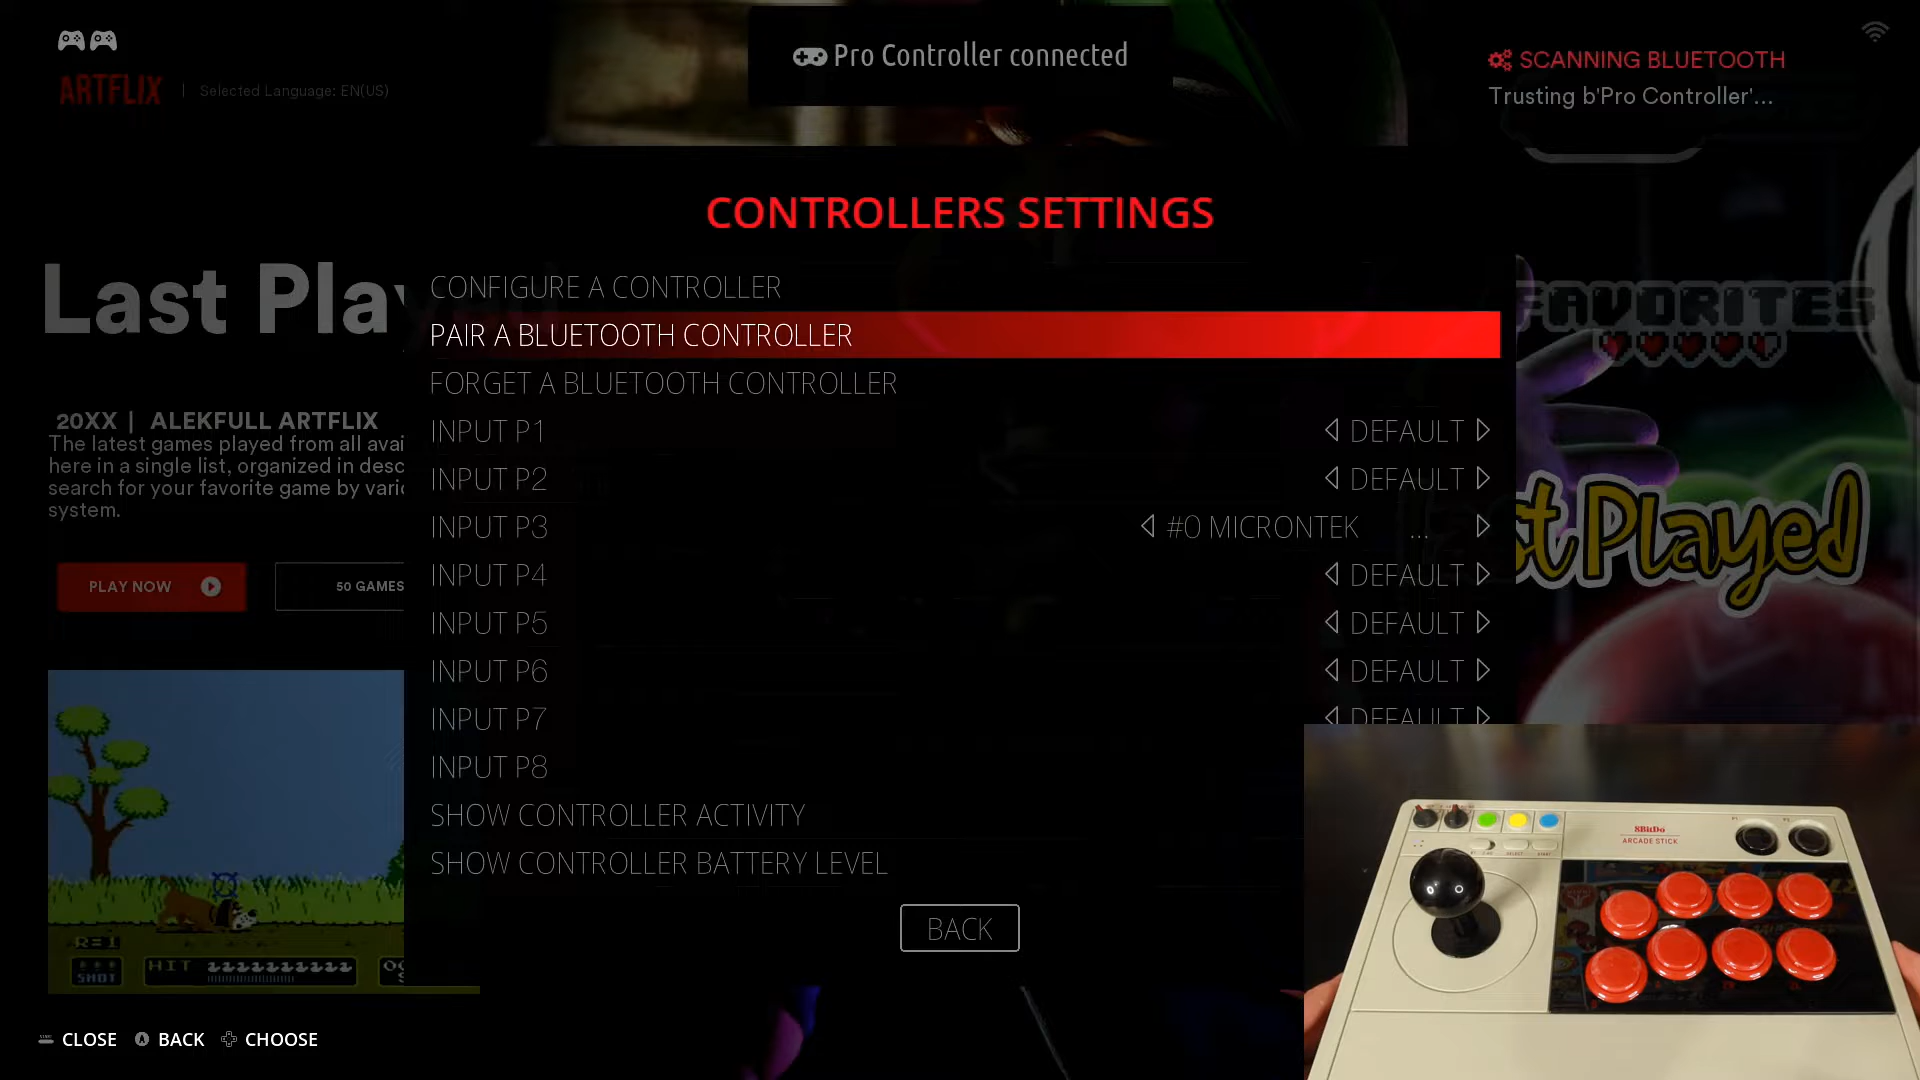 Pro Controller connected
SCANNING BLUETOOTH
Trusting b'Pro Controller'...
ARTFLIX | Selected Language: EN(US)
CONTROLLERS SETTINGS
CONFIGURE A CONTROLLER
PAIR A BLUETOOTH CONTROLLER
FORGET A BLUETOOTH CONTROLLER
INPUT P1 DEFAULT
INPUT P2 DEFAULT
INPUT P3 #0 MICRONTEK ...
INPUT P4 DEFAULT
INPUT P5 DEFAULT
INPUT P6 DEFAULT
INPUT P7 DEFAULT
INPUT P8
SHOW CONTROLLER ACTIVITY
SHOW CONTROLLER BATTERY LEVEL
BACK
Last Play
20XX | ALEKFULL ARTFLIX
The latest games played from all avai
here in a single list, organized in desc
search for your favorite game by vari
system.
PLAY NOW
50 GAMES
FAVORITES
st Played
R=1
SHOT
HIT
8BitDo
ARCADE STICK
CLOSE BACK CHOOSE